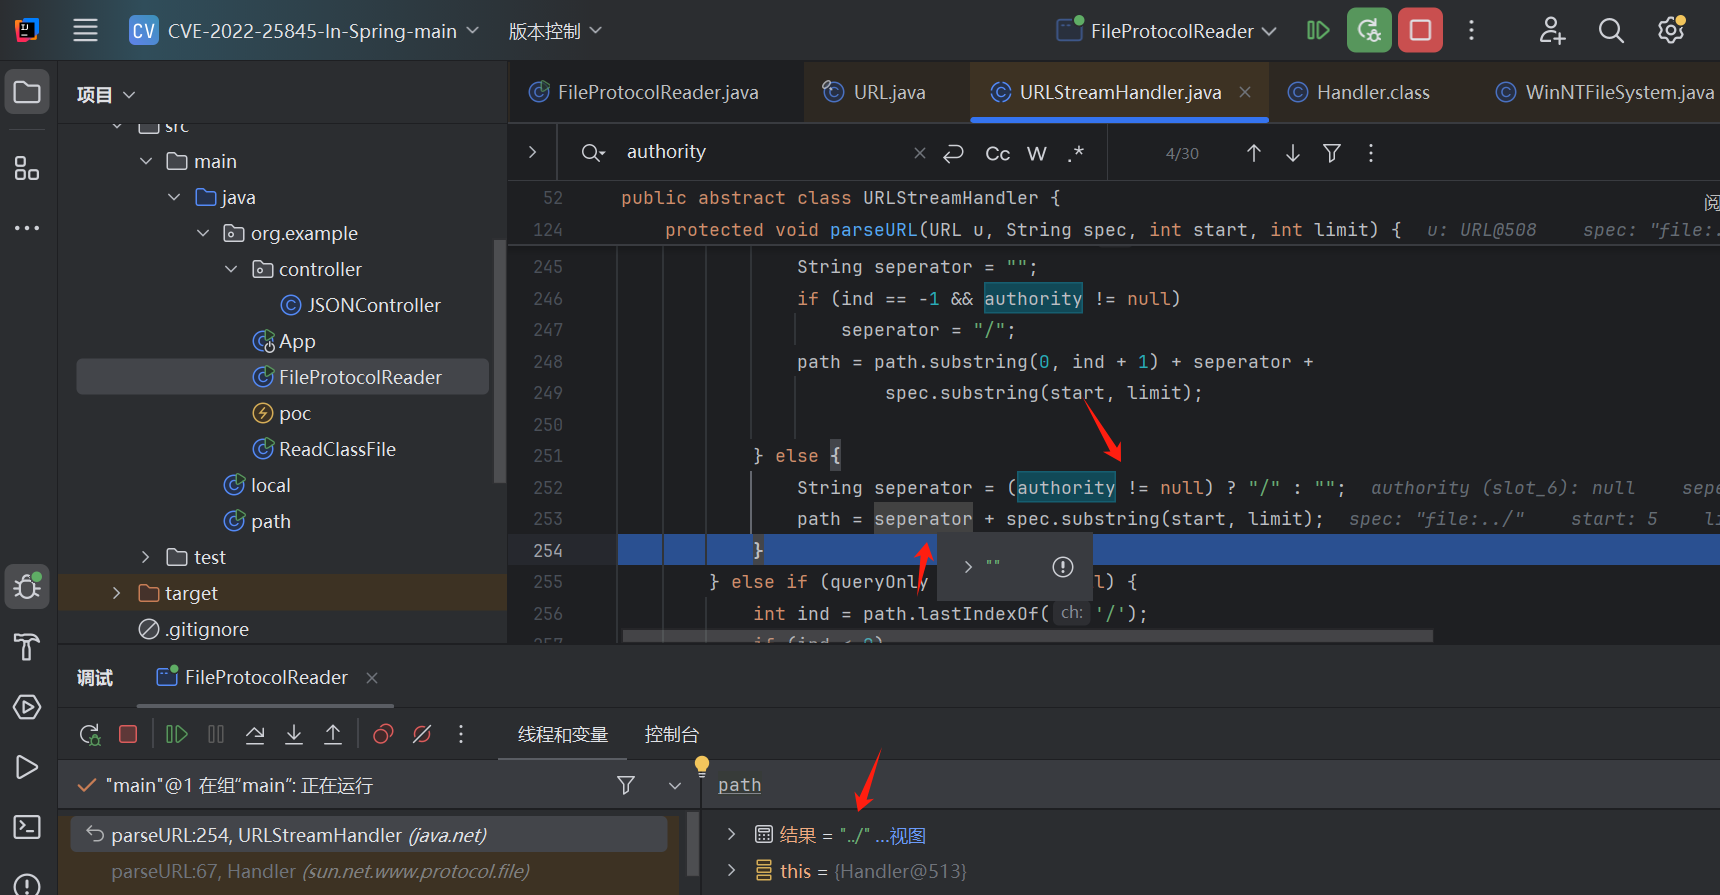 CV CVE-2022-25845-In-Spring-main 版本控制 FileProtocolReader
项目 FileProtocolReader.java URL.java URLStreamHandler.java Handler.class WinNTFileSystem.java
src
authority Cc W .* 4/30
main
java
org.example
controller
JSONController
App
FileProtocolReader
poc
ReadClassFile
local
path
test
target
.gitignore
52 public abstract class URLStreamHandler { 阅
124 protected void parseURL(URL u, String spec, int start, int limit) { u: URL@508 spec: "file:.
245 String seperator = "";
246 if (ind == -1 && authority != null)
247 seperator = "/";
248 path = path.substring(0, ind + 1) + seperator +
249 spec.substring(start, limit);
250
251 } else {
252 String seperator = (authority != null) ? "/" : ""; authority (slot_6): null sepe
253 path = seperator + spec.substring(start, limit); spec: "file:../" start: 5 li
254 }
> ""
255 } else if (queryOnly l) {
256 int ind = path.lastIndexOf( ch: '/');
257 if (ind < 0)
调试 FileProtocolReader
线程和变量 控制台
"main"@1 在组“main”: 正在运行 path
parseURL:254, URLStreamHandler (java.net)
parseURL:67, Handler (sun.net.www.protocol.file)
结果 = "../" ...视图
this = {Handler@513}